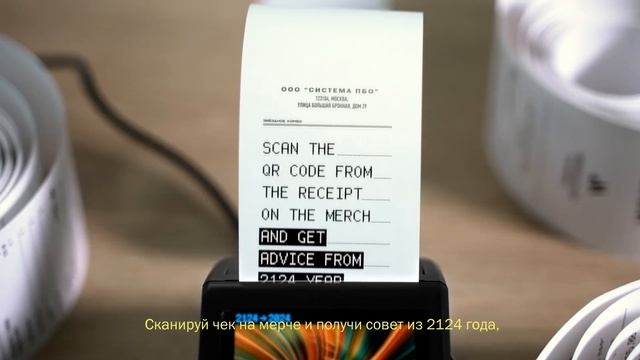 ООО "СИСТЕМА ПБО"
123104, МОСКВА,
УЛИЦА БОЛЬШАЯ БРОННАЯ, ДОМ 29
SCAN THE
QR CODE FROM
THE RECEIPT
ON THE MERCH
AND GET
ADVICE FROM
2124 YEAR
2124→2024
Сканируй чек на мерче и получи совет из 2124 года,